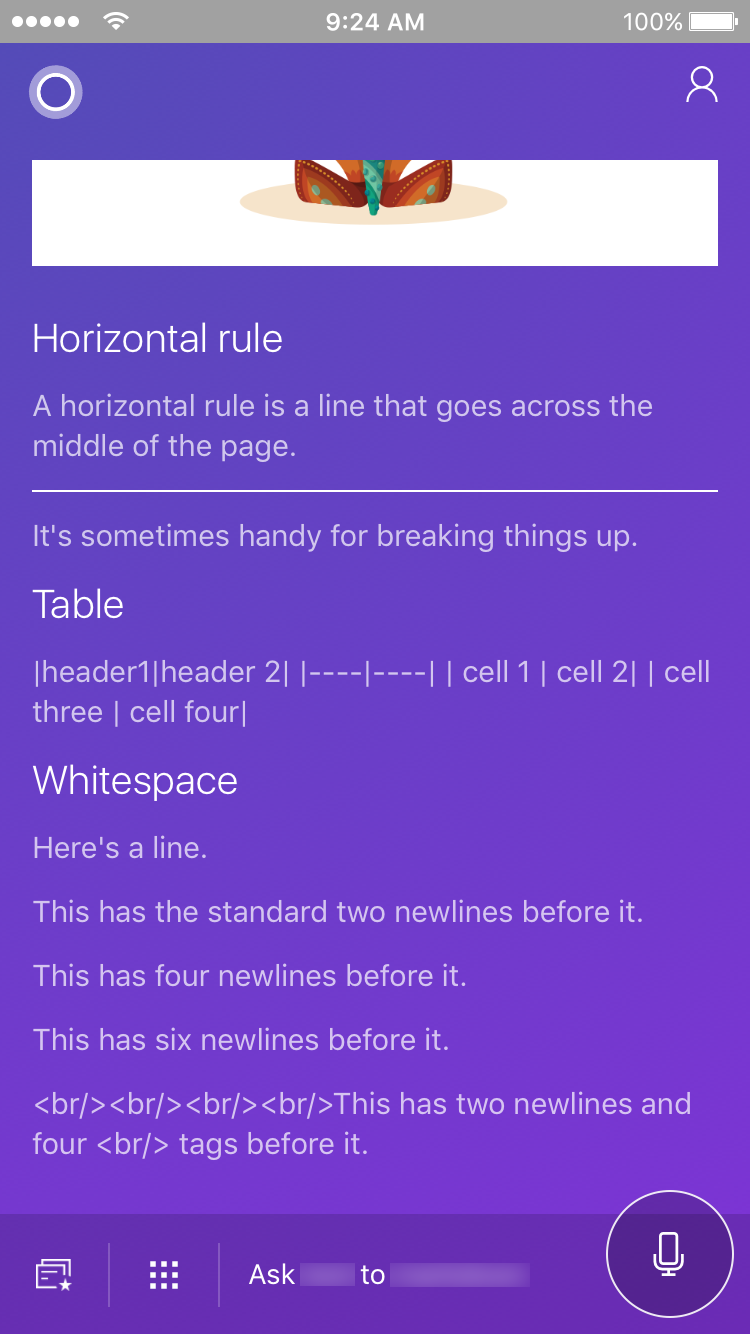 9:24 AM
100%
Horizontal rule
A horizontal rule is a line that goes across the
middle of the page.
It's sometimes handy for breaking things up.
Table
|header1|header 2| |----|----| | cell 1 | cell 2| | cell
three | cell four|
Whitespace
Here's a line.
This has the standard two newlines before it.
This has four newlines before it.
This has six newlines before it.
<br/><br/><br/><br/>This has two newlines and
four <br/> tags before it.
Ask to